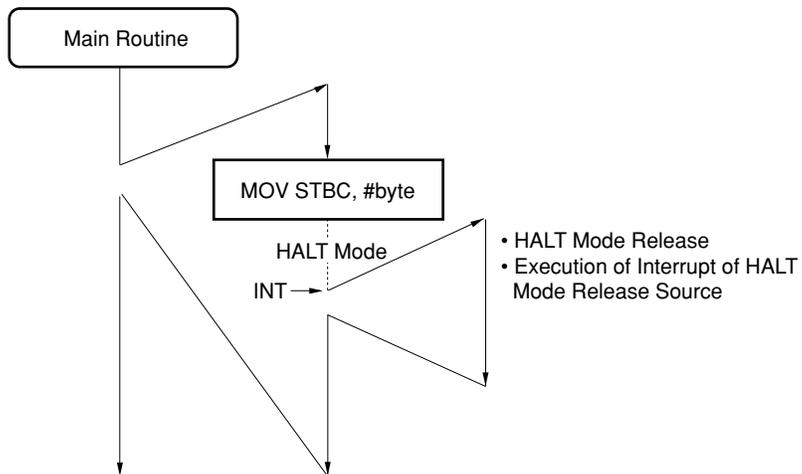 Main Routine
MOV STBC, #byte
HALT Mode
INT
• HALT Mode Release
• Execution of Interrupt of HALT
Mode Release Source